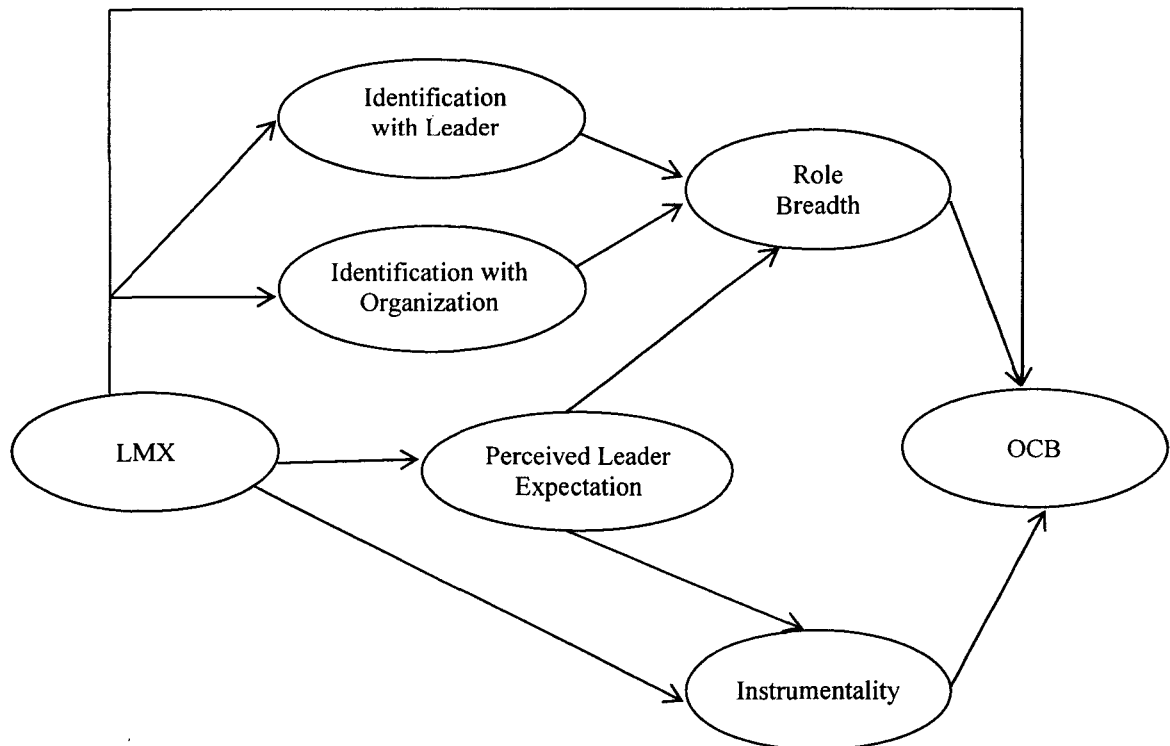 Identification
with Leader
Role
Breadth
Identification with
Organization
LMX
Perceived Leader
Expectation
OCB
Instrumentality